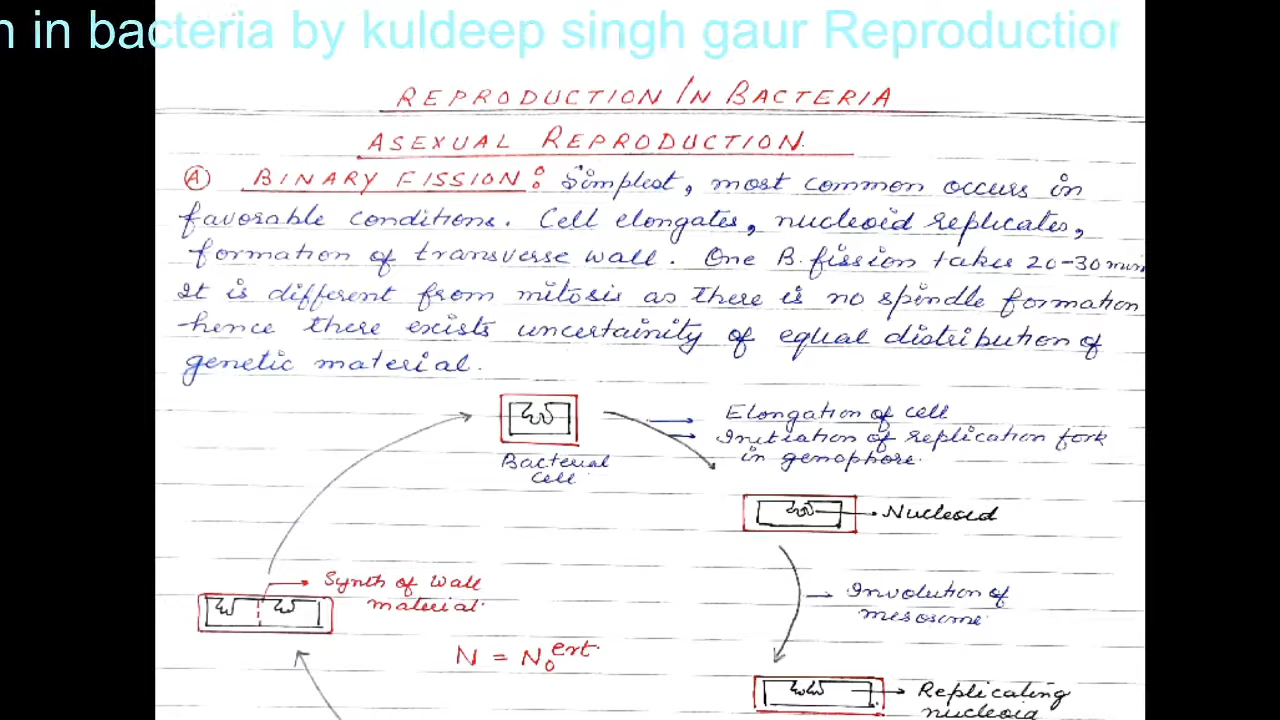 n in bacteria by kuldeep singh gaur Reproduction
REPRODUCTION IN BACTERIA
ASEXUAL REPRODUCTION.
(A) BINARY FISSION: Simplest, most common occurs in
favorable conditions. Cell elongates, nucleoid replicates,
formation of transverse wall. One B. fission takes 20-30 min
It is different from mitosis as there is no spindle formation
hence there exists uncertainity of equal distribution of
genetic material.
Elongation of cell
Initiation of replication fork
in genophore.
Bacterial
cell
Nucleoid
Synth of wall
material.
Involution of
mesosome
N = N₀ ert.
Replicating
nucleoid